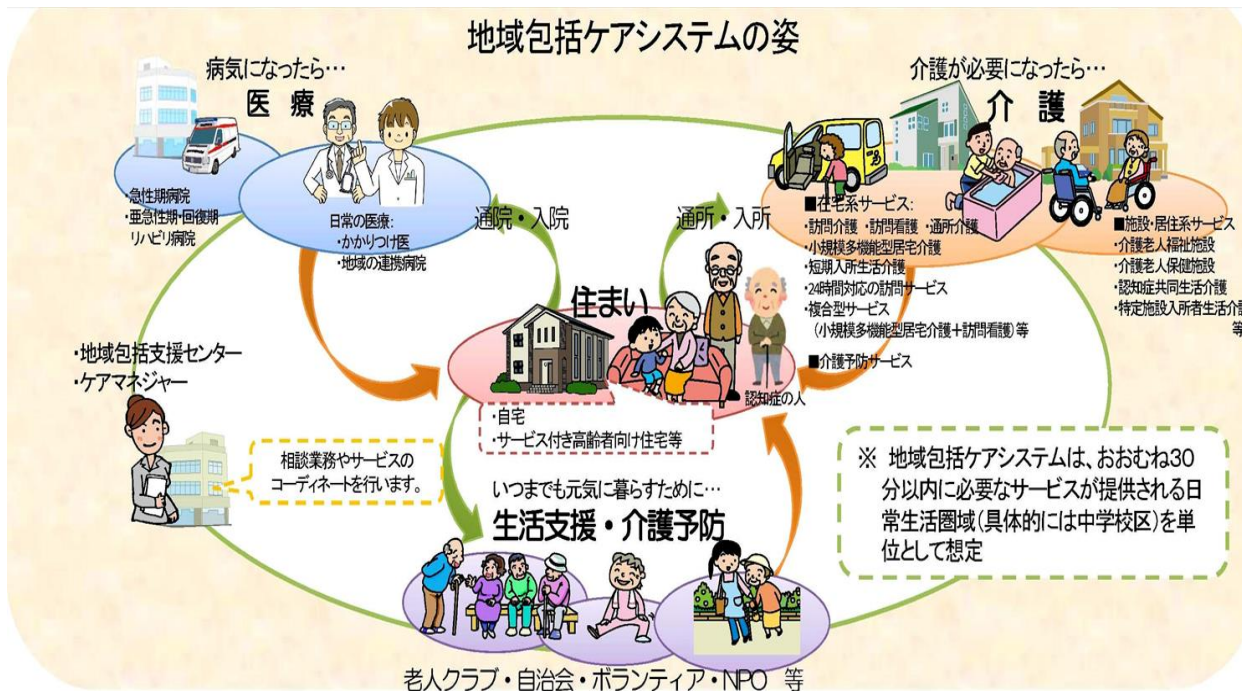 地域包括ケアシステムの姿
病気になったら…
医 療
・急性期病院
・亜急性期・回復期
リハビリ病院
日常の医療:
・かかりつけ医
・地域の連携病院
通院・入院
通所・入所
介護が必要になったら…
介 護
■在宅系サービス:
・訪問介護 ・訪問看護 ・通所介護
・小規模多機能型居宅介護
・短期入所生活介護
・24時間対応の訪問サービス
・複合型サービス
(小規模多機能型居宅介護+訪問看護)等
■介護予防サービス
■施設・居住系サービス
・介護老人福祉施設
・介護老人保健施設
・認知症共同生活介護
・特定施設入所者生活介
等
住まい
認知症の人
・自宅
・サービス付き高齢者向け住宅等
・地域包括支援センター
・ケアマネジャー
相談業務やサービスの
コーディネートを行います。
いつまでも元気に暮らすために…
生活支援・介護予防
老人クラブ・自治会・ボランティア・NPO 等
※ 地域包括ケアシステムは、おおむね30
分以内に必要なサービスが提供される日
常生活圏域(具体的には中学校区)を単
位として想定